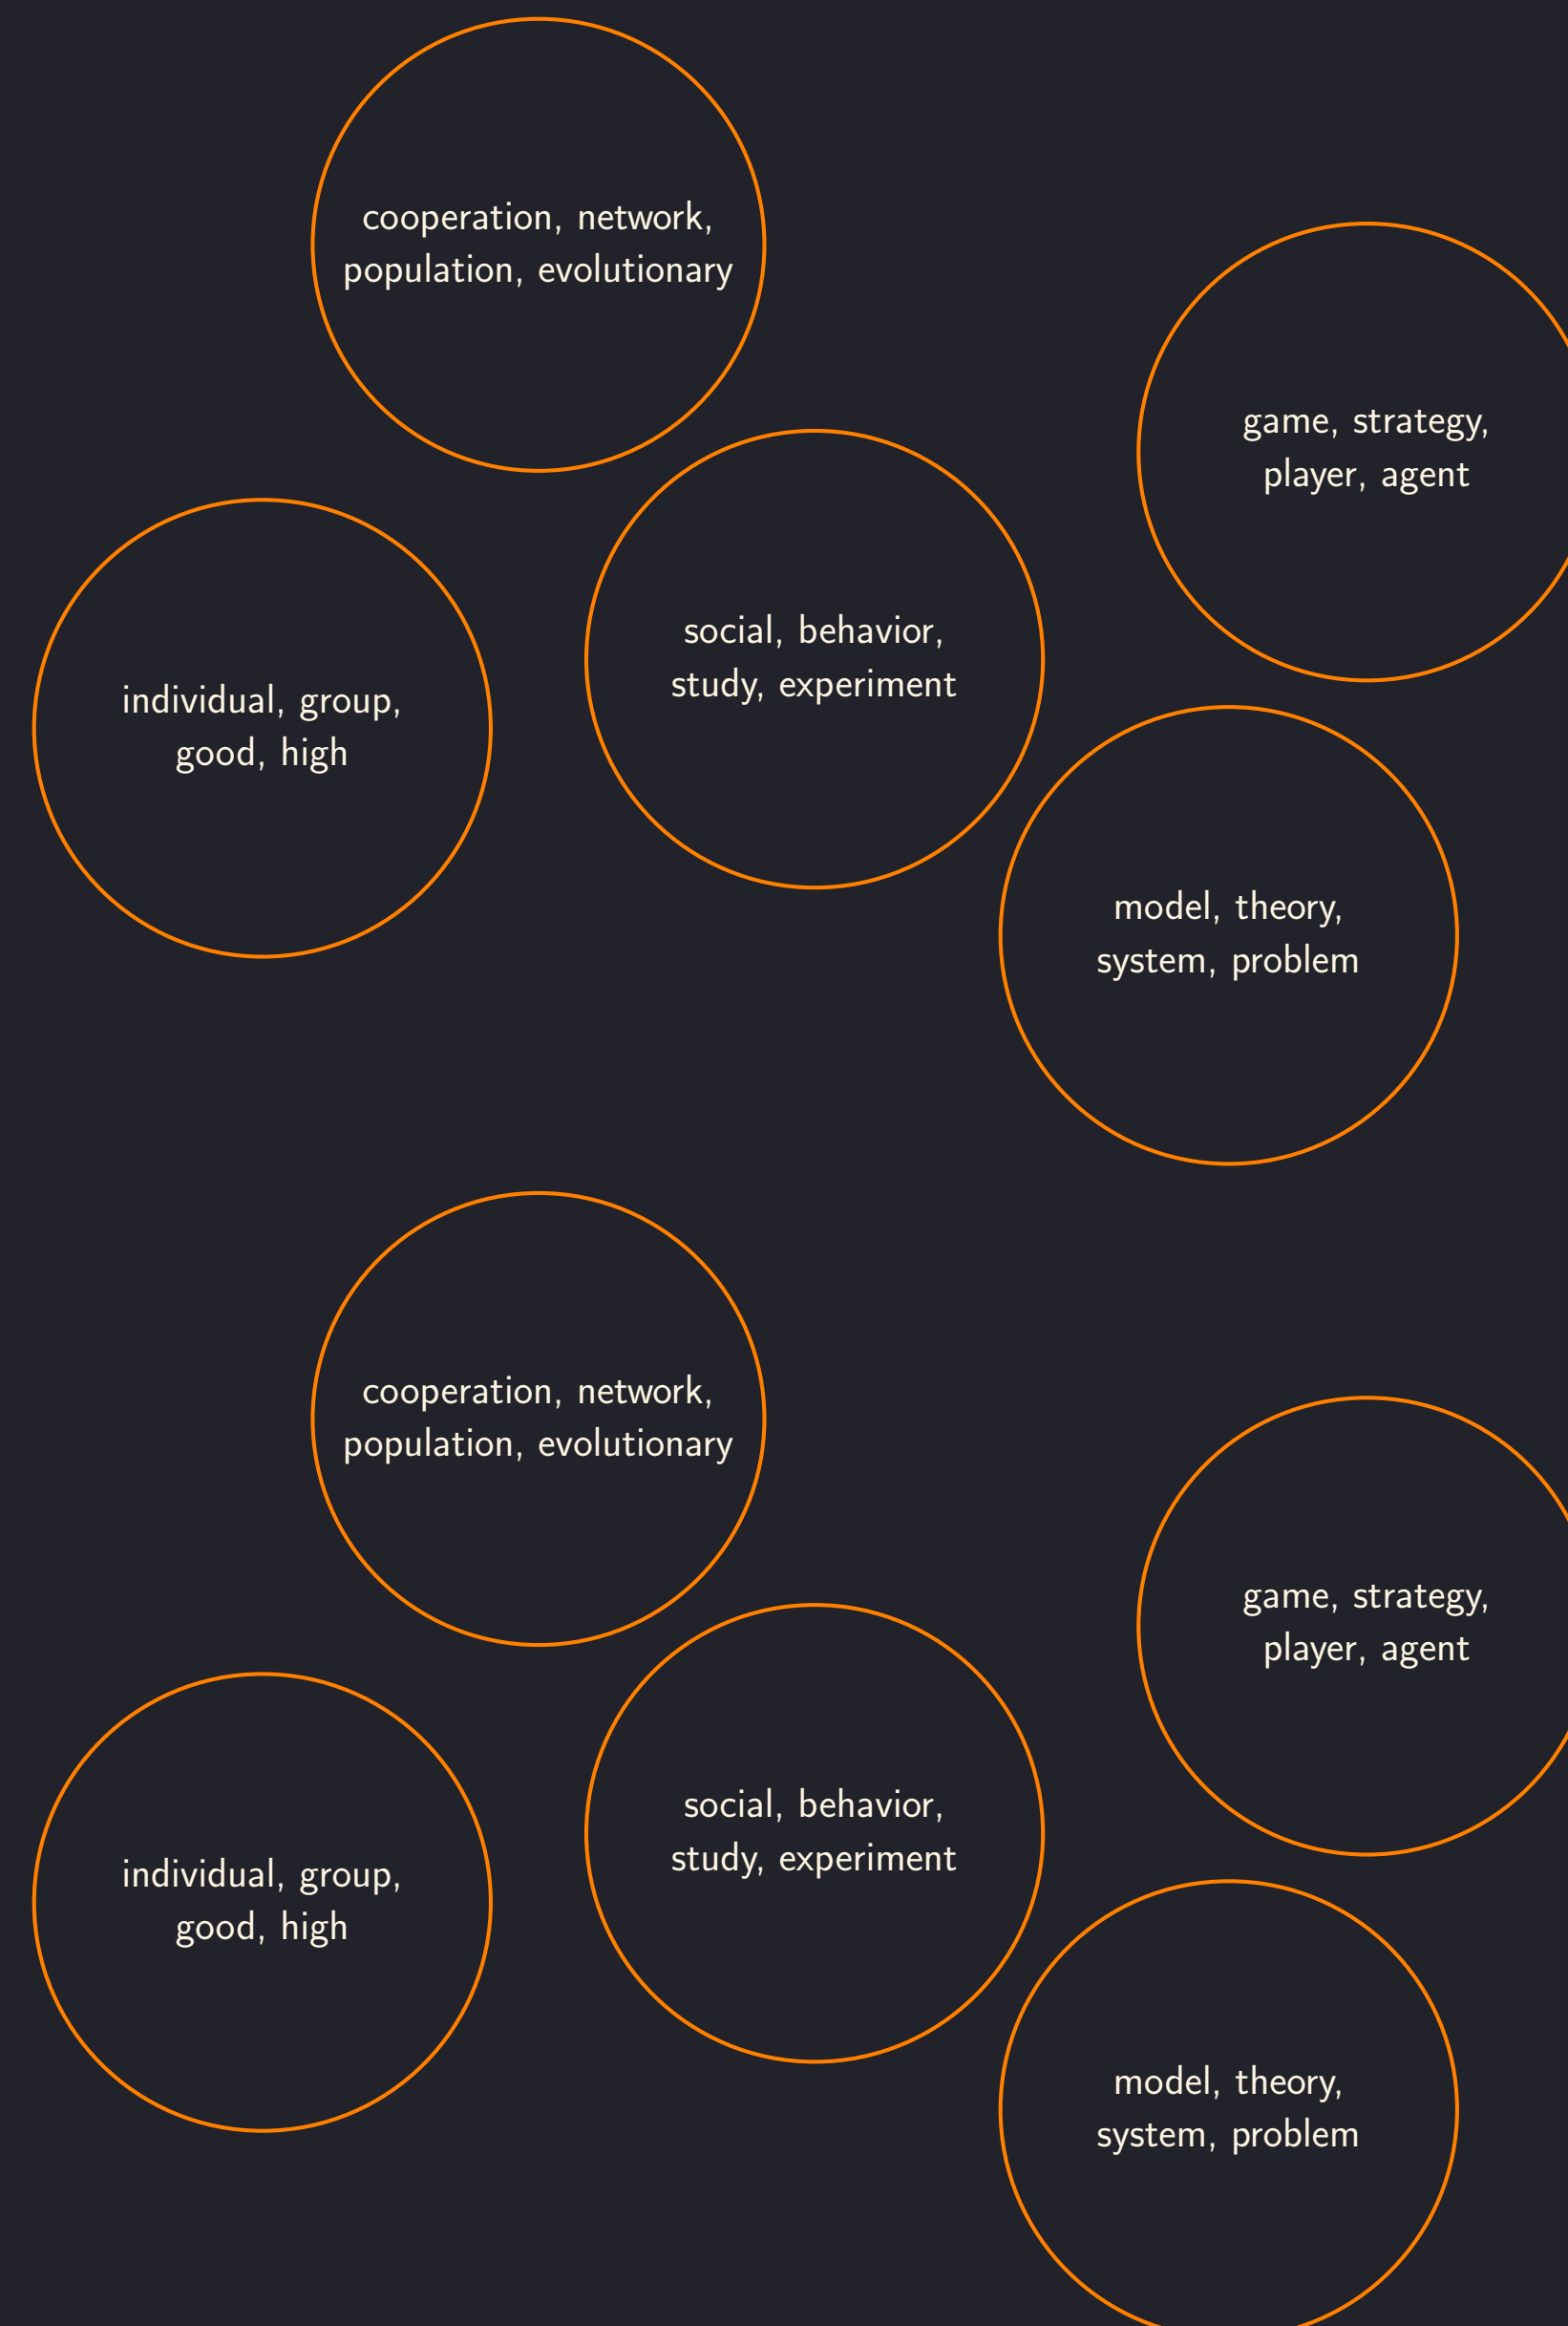 cooperation, network,
population, evolutionary
game, strategy,
player, agent
social, behavior,
study, experiment
individual, group,
good, high
model, theory,
system, problem
cooperation, network,
population, evolutionary
game, strategy,
player, agent
social, behavior,
study, experiment
individual, group,
good, high
model, theory,
system, problem